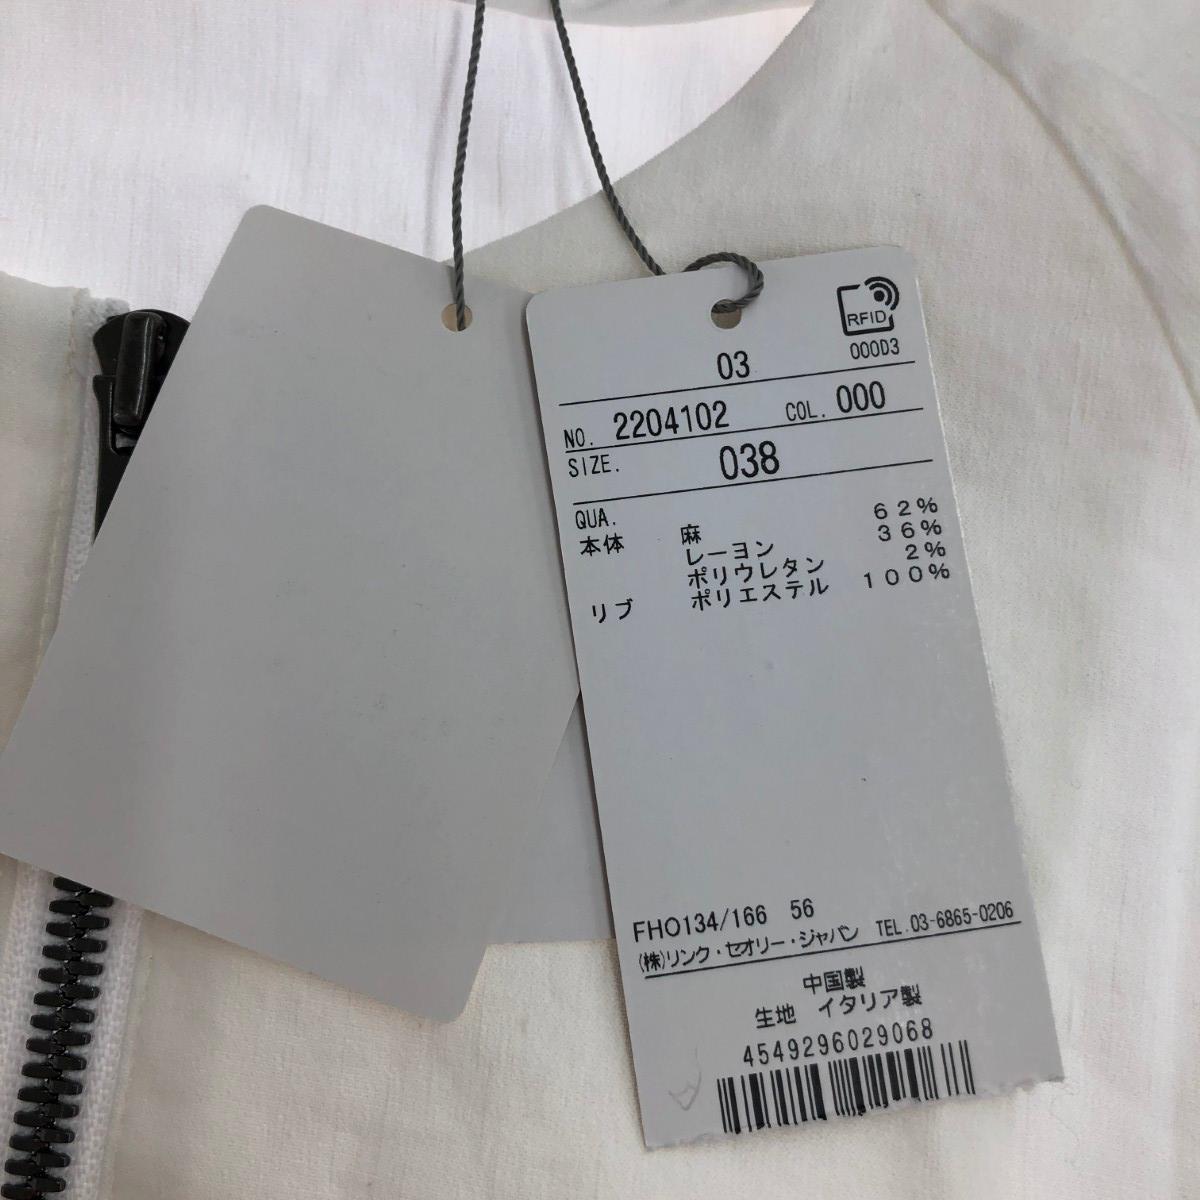 RFID
000D3
03
NO. 2204102 COL. 000
SIZE. 038
QUA.
本体 麻 62%
レーヨン 36%
ポリウレタン 2%
リブ ポリエステル 100%
FHO134/166 56
(株)リンク・セオリー・ジャパン TEL.03-6865-0206
中国製
生地 イタリア製
4549296029068